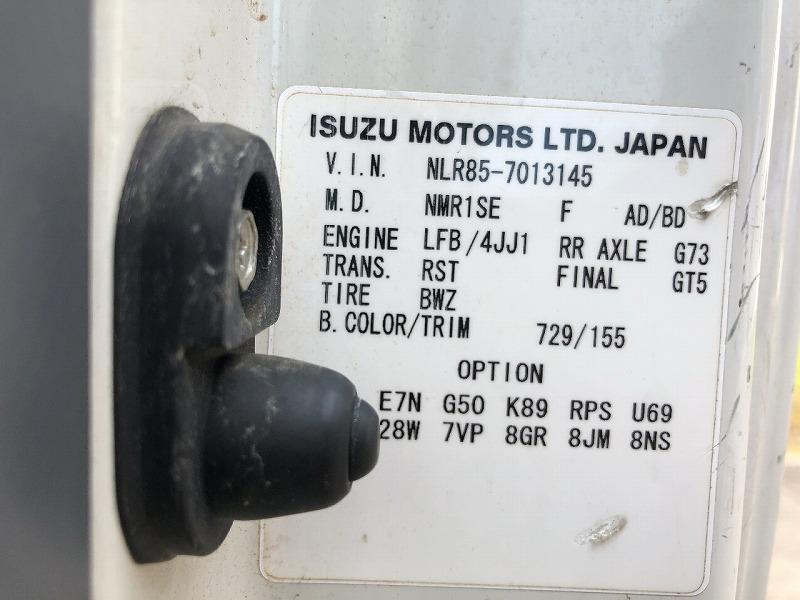 ISUZU MOTORS LTD. JAPAN
V.I.N. NLR85-7013145
M.D. NMR1SE F AD/BD
ENGINE LFB/4JJ1 RR AXLE G73
TRANS. RST FINAL GT5
TIRE BWZ
B.COLOR/TRIM 729/155
OPTION
E7N G50 K89 RPS U69
28W 7VP 8GR 8JM 8NS